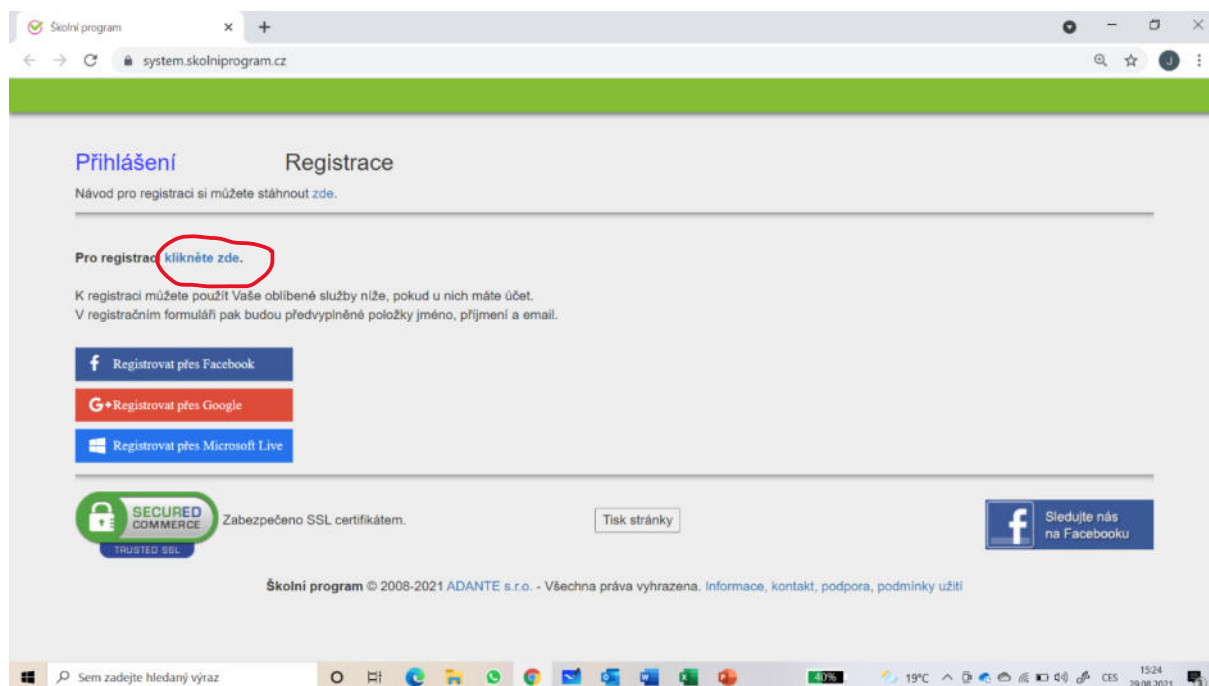 Školní program
system.skolniprogram.cz
J
Přihlášení Registrace
Návod pro registraci si můžete stáhnout zde.
Pro registraci klikněte zde.
K registraci můžete použít Vaše oblíbené služby níže, pokud u nich máte účet.
V registračním formuláři pak budou předvyplněné položky jméno, příjmení a email.
Registrovat přes Facebook
G+ Registrovat přes Google
Registrovat přes Microsoft Live
SECURED
COMMERCE
TRUSTED SSL
Zabezpečeno SSL certifikátem.
Tisk stránky
Sledujte nás
na Facebooku
Školní program © 2008-2021 ADANTE s.r.o. - Všechna práva vyhrazena. Informace, kontakt, podpora, podmínky užití
Sem zadejte hledaný výraz
40%
19°C
CES
15:24
29.08.2021